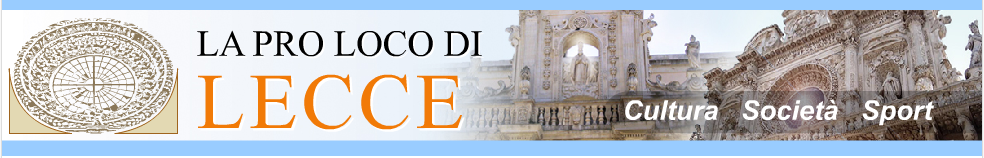 LA PRO LOCO DI
LECCE
Cultura Società Sport